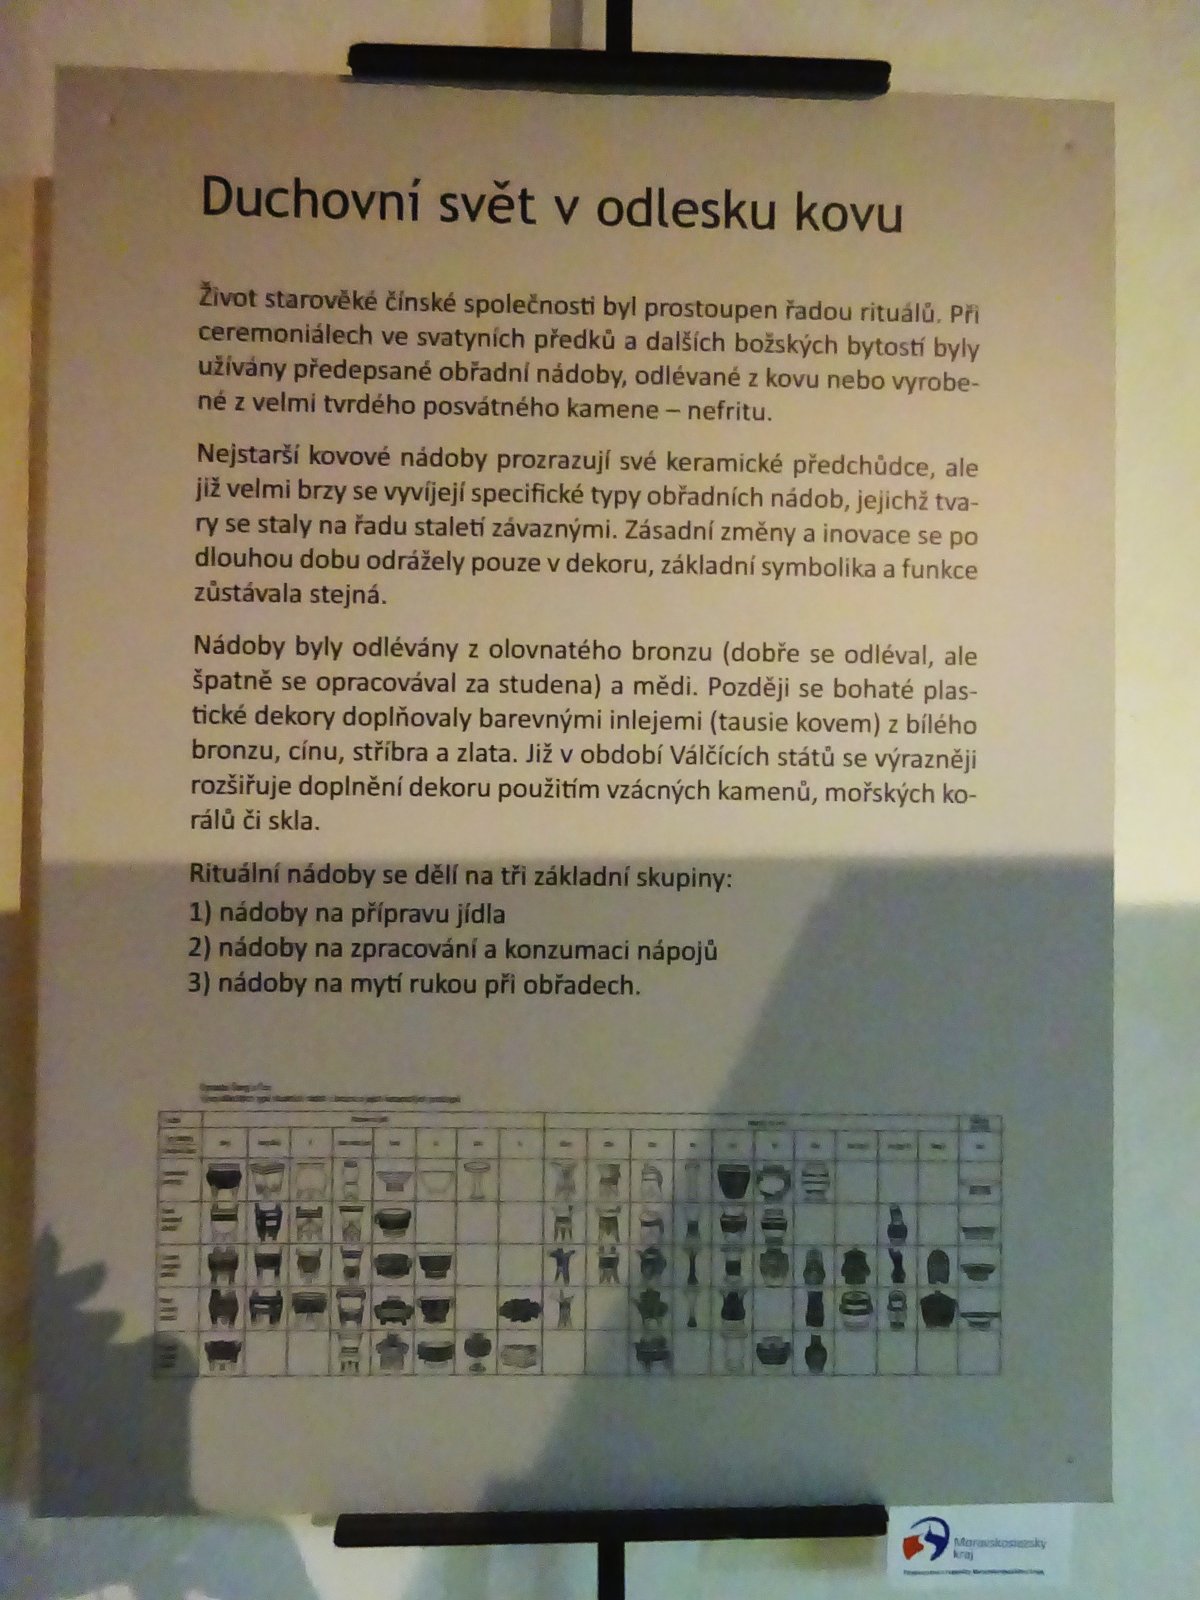 Duchovní svět v odlesku kovu
Život starověké čínské společnosti byl prostoupen řadou rituálů. Při
ceremoniálech ve svatyních předků a dalších božských bytostí byly
užívány předepsané obřadní nádoby, odlévané z kovu nebo vyrobe-
né z velmi tvrdého posvátného kamene – nefritu.
Nejstarší kovové nádoby prozrazují své keramické předchůdce, ale
již velmi brzy se vyvíjejí specifické typy obřadních nádob, jejichž tva-
ry se staly na řadu staletí závaznými. Zásadní změny a inovace se po
dlouhou dobu odrážely pouze v dekoru, základní symbolika a funkce
zůstávala stejná.
Nádoby byly odlévány z olovnatého bronzu (dobře se odléval, ale
špatně se opracovával za studena) a mědi. Později se bohaté plas-
tické dekory doplňovaly barevnými inlejemi (tausie kovem) z bílého
bronzu, cínu, stříbra a zlata. Již v období Válčících států se výrazněji
rozšiřuje doplnění dekoru použitím vzácných kamenů, mořských ko-
rálů či skla.
Rituální nádoby se dělí na tři základní skupiny:
1) nádoby na přípravu jídla
2) nádoby na zpracování a konzumaci nápojů
3) nádoby na mytí rukou při obřadech.
Moravskoslezský
kraj